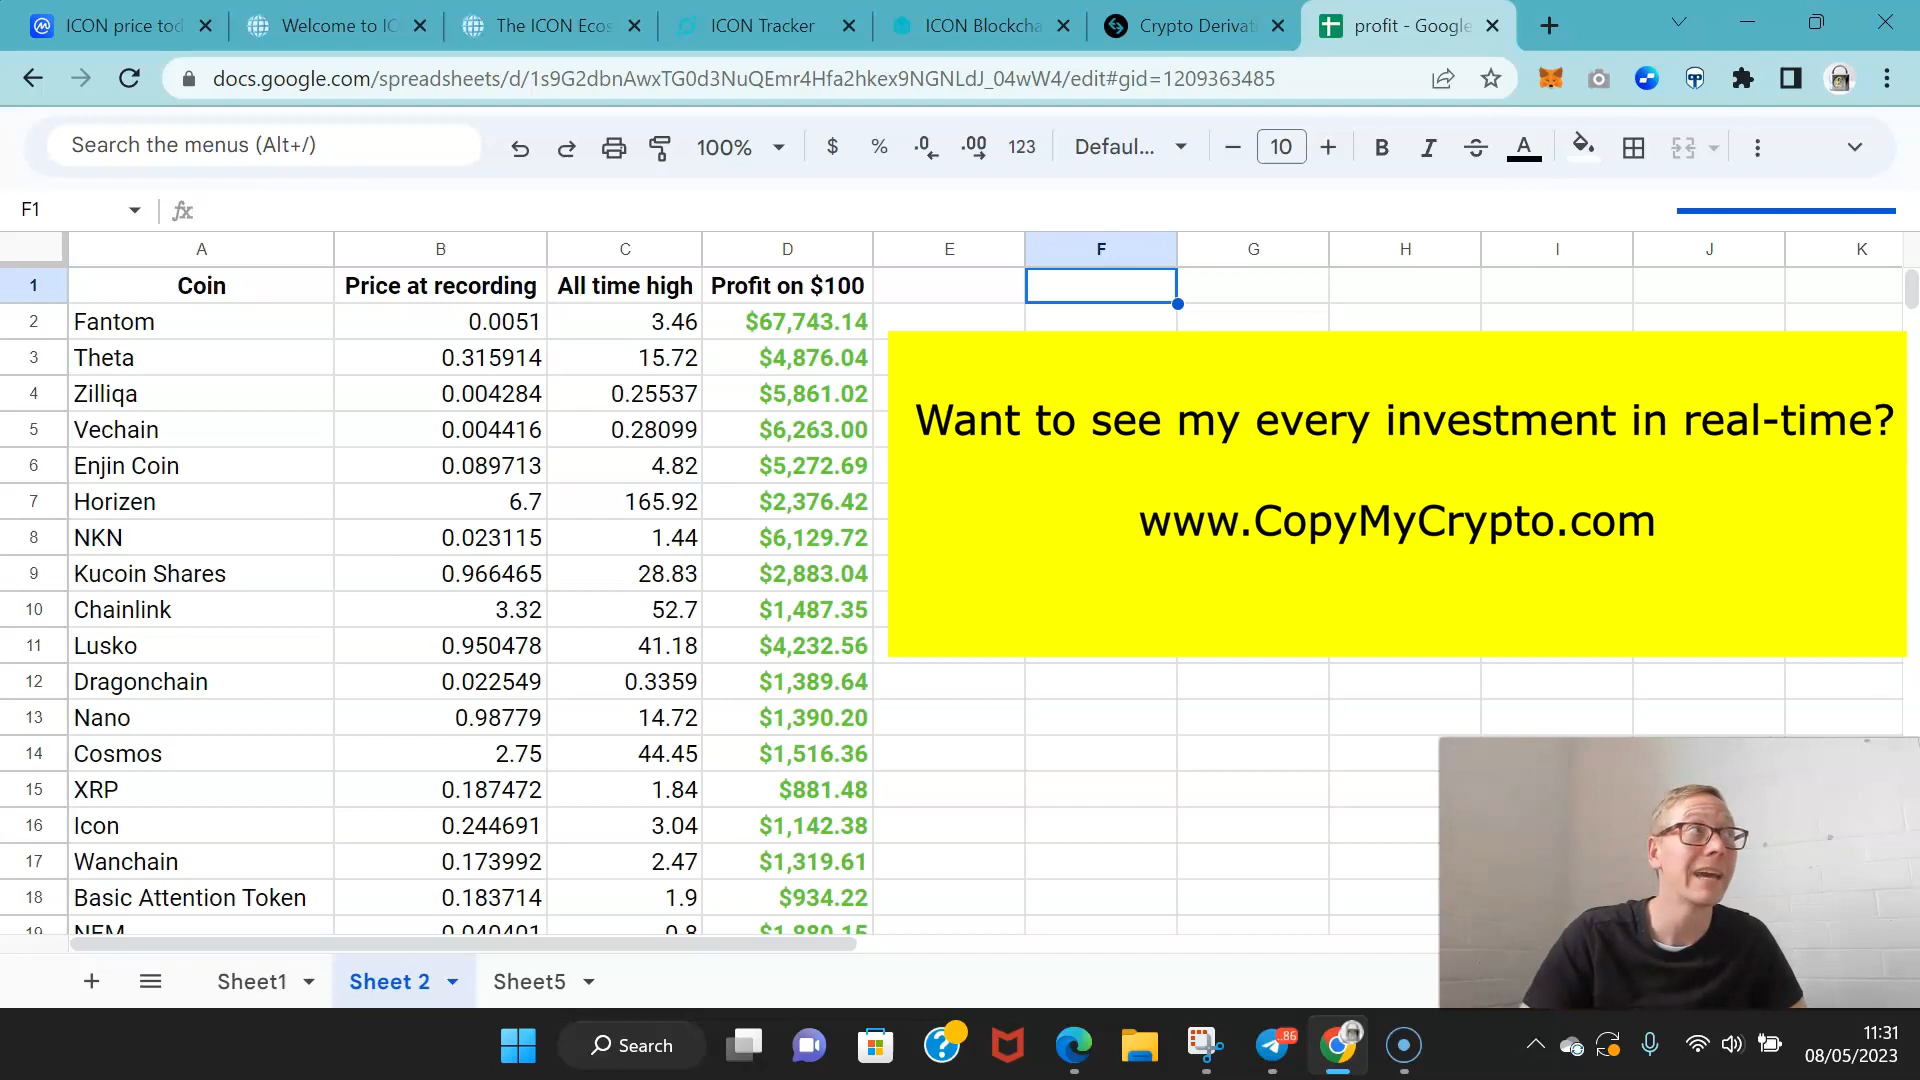 ICON price tod
Welcome to IC
The ICON Ecos
ICON Tracker
ICON Blockcha
Crypto Derivat
profit - Google
docs.google.com/spreadsheets/d/1s9G2dbnAwxTG0d3NuQEmr4Hfa2hkex9NGNLdJ_04wW4/edit#gid=1209363485
Search the menus (Alt+/) 100% $ % .0 .00 123 Defaul... 10 B I A
F1 fx
A B C D E F G H I J K
1 Coin Price at recording All time high Profit on $100
2 Fantom 0.0051 3.46 $67,743.14
3 Theta 0.315914 15.72 $4,876.04
4 Zilliqa 0.004284 0.25537 $5,861.02
5 Vechain 0.004416 0.28099 $6,263.00
6 Enjin Coin 0.089713 4.82 $5,272.69
7 Horizen 6.7 165.92 $2,376.42
8 NKN 0.023115 1.44 $6,129.72
9 Kucoin Shares 0.966465 28.83 $2,883.04
10 Chainlink 3.32 52.7 $1,487.35
11 Lusko 0.950478 41.18 $4,232.56
12 Dragonchain 0.022549 0.3359 $1,389.64
13 Nano 0.98779 14.72 $1,390.20
14 Cosmos 2.75 44.45 $1,516.36
15 XRP 0.187472 1.84 $881.48
16 Icon 0.244691 3.04 $1,142.38
17 Wanchain 0.173992 2.47 $1,319.61
18 Basic Attention Token 0.183714 1.9 $934.22
19 NEM 0.040401 0.8 $1,880.15
Want to see my every investment in real-time?
www.CopyMyCrypto.com
Sheet1 Sheet 2 Sheet5
Search
86
11:31
08/05/2023